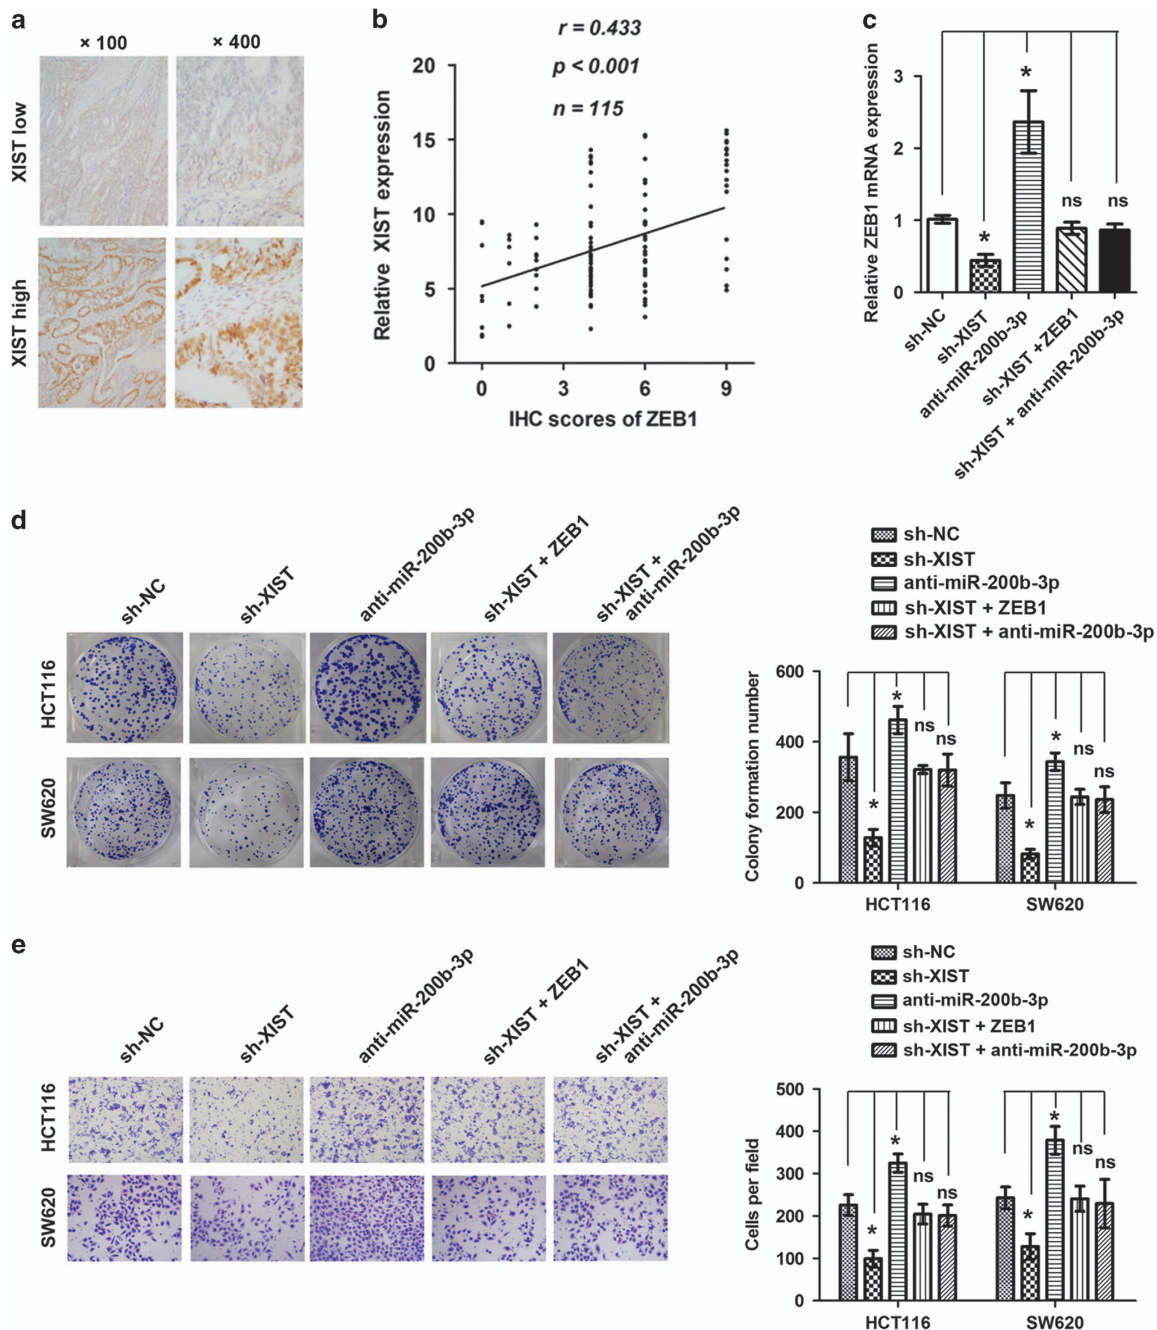 a
× 100
× 400
XIST low
XIST high
b
r = 0.433
p < 0.001
n = 115
Relative XIST expression
20
15
10
5
0
0
3
6
9
IHC scores of ZEB1
c
Relative ZEB1 mRNA expression
3
2
1
0
*
*
ns
ns
sh-NC
sh-XIST
anti-miR-200b-3p
sh-XIST + ZEB1
sh-XIST + anti-miR-200b-3p
d
sh-NC
sh-XIST
anti-miR-200b-3p
sh-XIST + ZEB1
sh-XIST +
anti-miR-200b-3p
HCT116
SW620
sh-NC
sh-XIST
anti-miR-200b-3p
sh-XIST + ZEB1
sh-XIST + anti-miR-200b-3p
Colony formation number
600
400
200
0
*
*
ns
ns
*
*
ns
ns
HCT116
SW620
e
sh-NC
sh-XIST
anti-miR-200b-3p
sh-XIST + ZEB1
sh-XIST +
anti-miR-200b-3p
HCT116
SW620
sh-NC
sh-XIST
anti-miR-200b-3p
sh-XIST + ZEB1
sh-XIST + anti-miR-200b-3p
Cells per field
500
400
300
200
100
0
*
*
ns
ns
*
*
ns
ns
HCT116
SW620